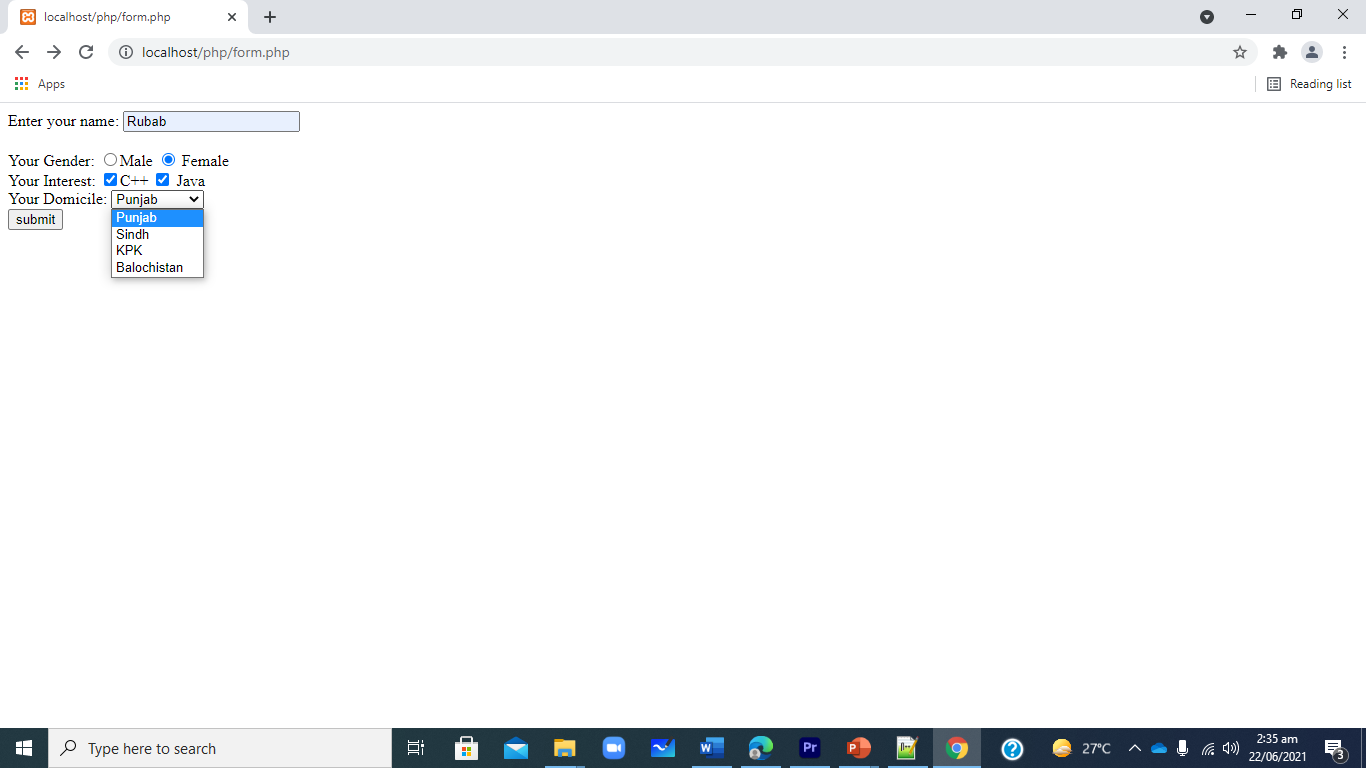 localhost/php/form.php
localhost/php/form.php
Apps
Reading list
Enter your name: Rubab
Your Gender: Male Female
Your Interest: C++ Java
Your Domicile: Punjab
Punjab
Sindh
KPK
Balochistan
submit
Type here to search
W
Pr
P
?
27°C
2:35 am
22/06/2021
3